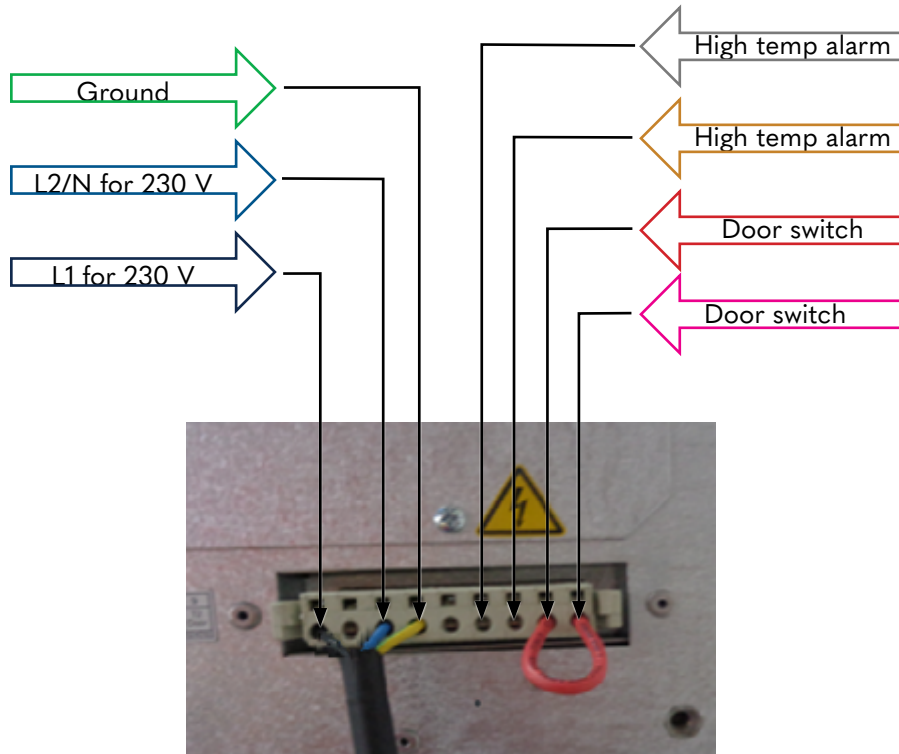 Ground
L2/N for 230 V
L1 for 230 V
High temp alarm
High temp alarm
Door switch
Door switch